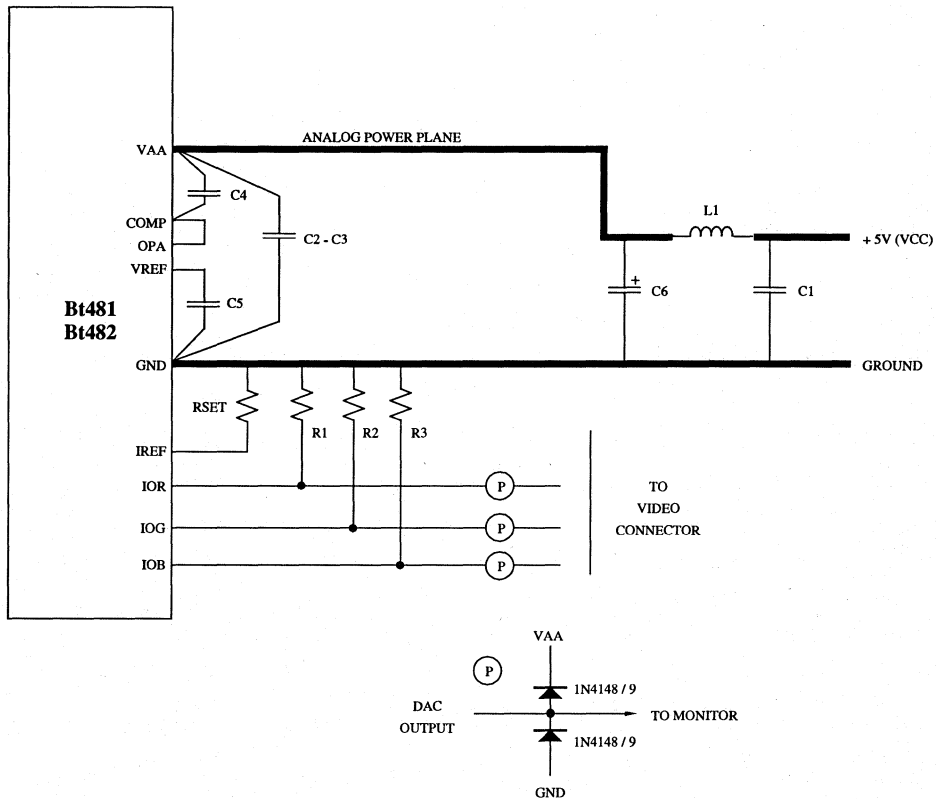 ANALOG POWER PLANE
VAA
C4
L1
COMP
C2 - C3
+ 5V (VCC)
OPA
VREF
+
C6
C1
C5
Bt481
Bt482
GND
GROUND
RSET
R1
R2
R3
IREF
IOR
P
TO
VIDEO
CONNECTOR
IOG
P
IOB
P
VAA
P
1N4148 / 9
DAC
OUTPUT
TO MONITOR
1N4148 / 9
GND